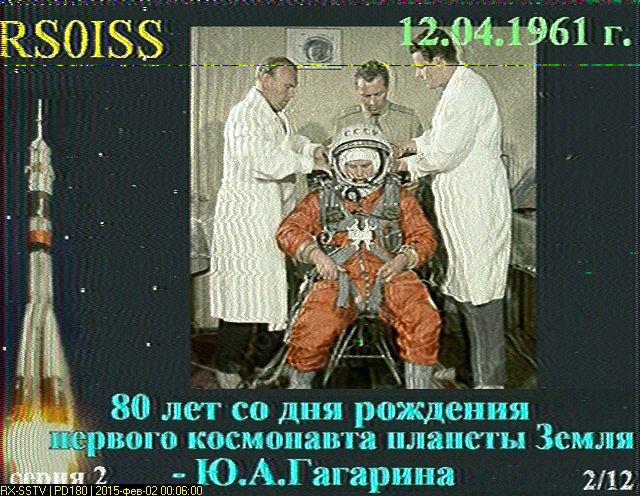 RS0ISS
12.04.1961 г.
СССР
80 лет со дня рождения
первого космонавта планеты Земля
- Ю.А.Гагарина
серия 2
2/12
RX-SSTV | PD180 | 2015-фев-02 00:06:00